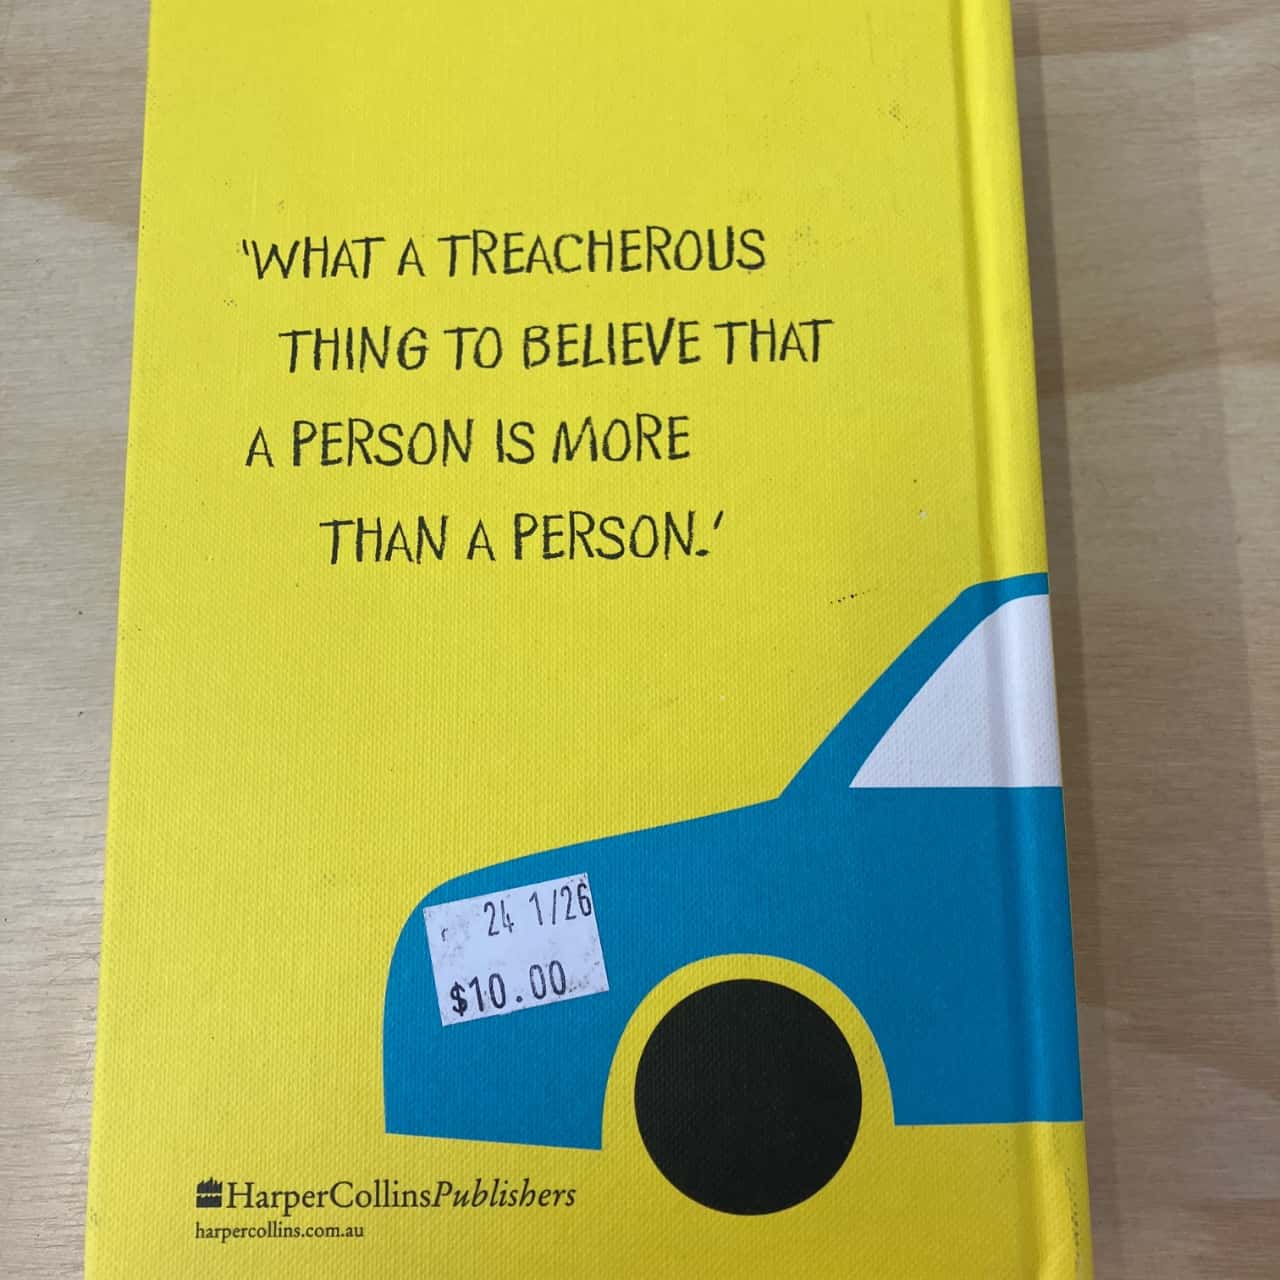 'WHAT A TREACHEROUS
THING TO BELIEVE THAT
A PERSON IS MORE
THAN A PERSON.'
24 1/26
$10.00
HarperCollinsPublishers
harpercollins.com.au